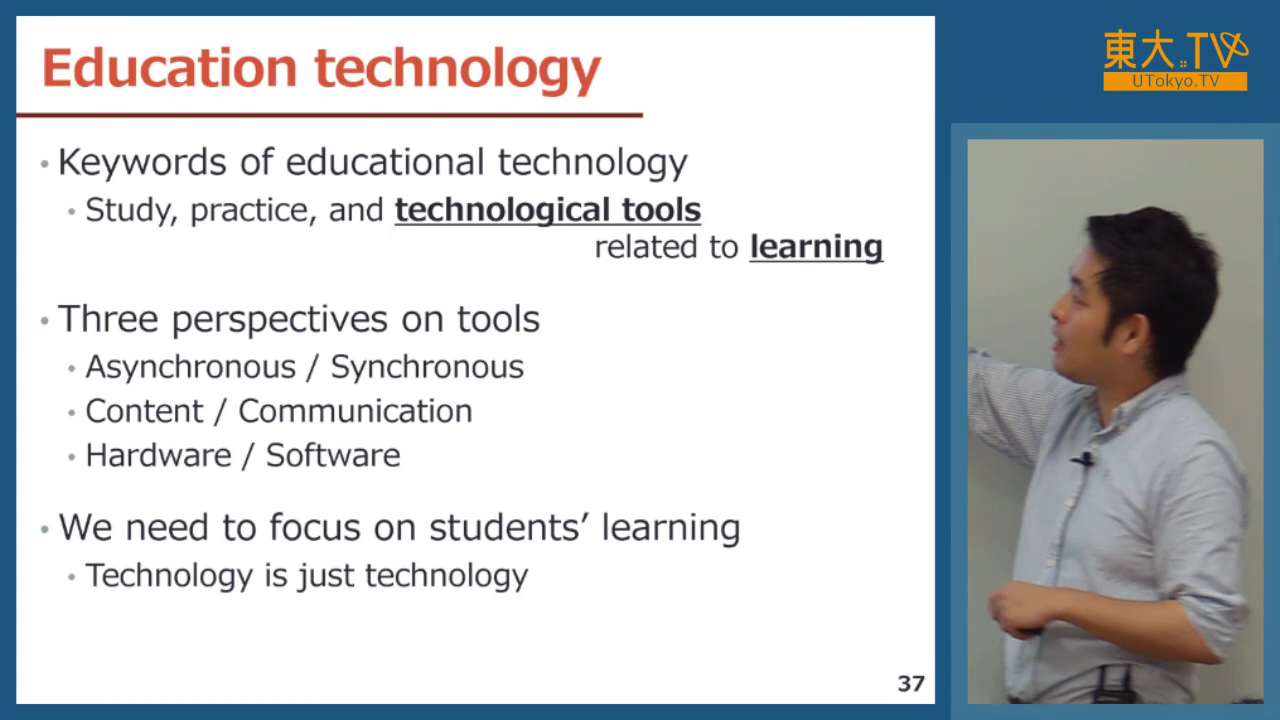 Education technology
• Keywords of educational technology
• Study, practice, and technological tools
related to learning
• Three perspectives on tools
• Asynchronous / Synchronous
• Content / Communication
• Hardware / Software
• We need to focus on students’ learning
• Technology is just technology
37
東大.TV
UTokyo.TV